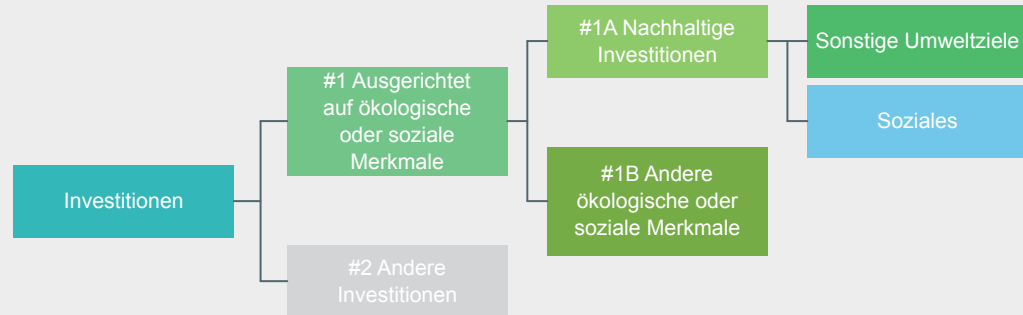 Investitionen
#1 Ausgerichtet
auf ökologische
oder soziale
Merkmale
#2 Andere
Investitionen
#1A Nachhaltige
Investitionen
#1B Andere
ökologische oder
soziale Merkmale
Sonstige Umweltziele
Soziales